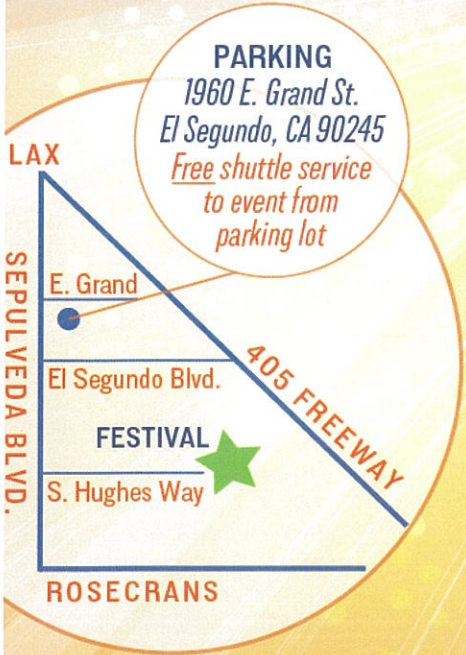 PARKING
1960 E. Grand St.
El Segundo, CA 90245
Free shuttle service
to event from
parking lot
LAX
SEPULVEDA BLVD.
E. Grand
El Segundo Blvd.
405 FREEWAY
FESTIVAL
S. Hughes Way
ROSECRANS